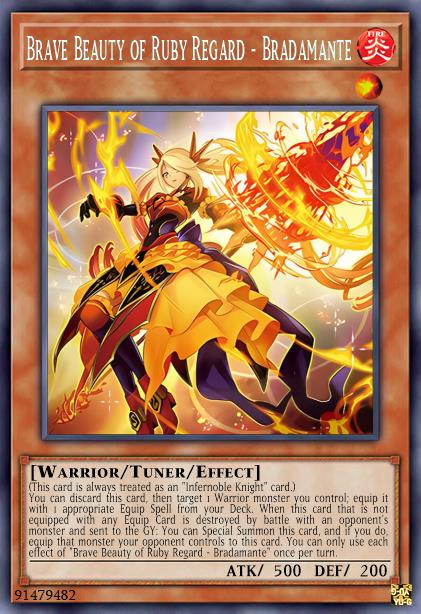 BRAVE BEAUTY OF RUBY REGARD - BRADAMANTE
FIRE
炎
[WARRIOR/TUNER/EFFECT]
(This card is always treated as an "Infernoble Knight" card.)
You can discard this card, then target 1 Warrior monster you control; equip it
with 1 appropriate Equip Spell from your Deck. When this card that is not
equipped with any Equip Card is destroyed by battle with an opponent's
monster and sent to the GY: You can Special Summon this card, and if you do,
equip that monster your opponent controls to this card. You can only use each
effect of "Brave Beauty of Ruby Regard - Bradamante" once per turn.
ATK/ 500 DEF/ 200
91479482